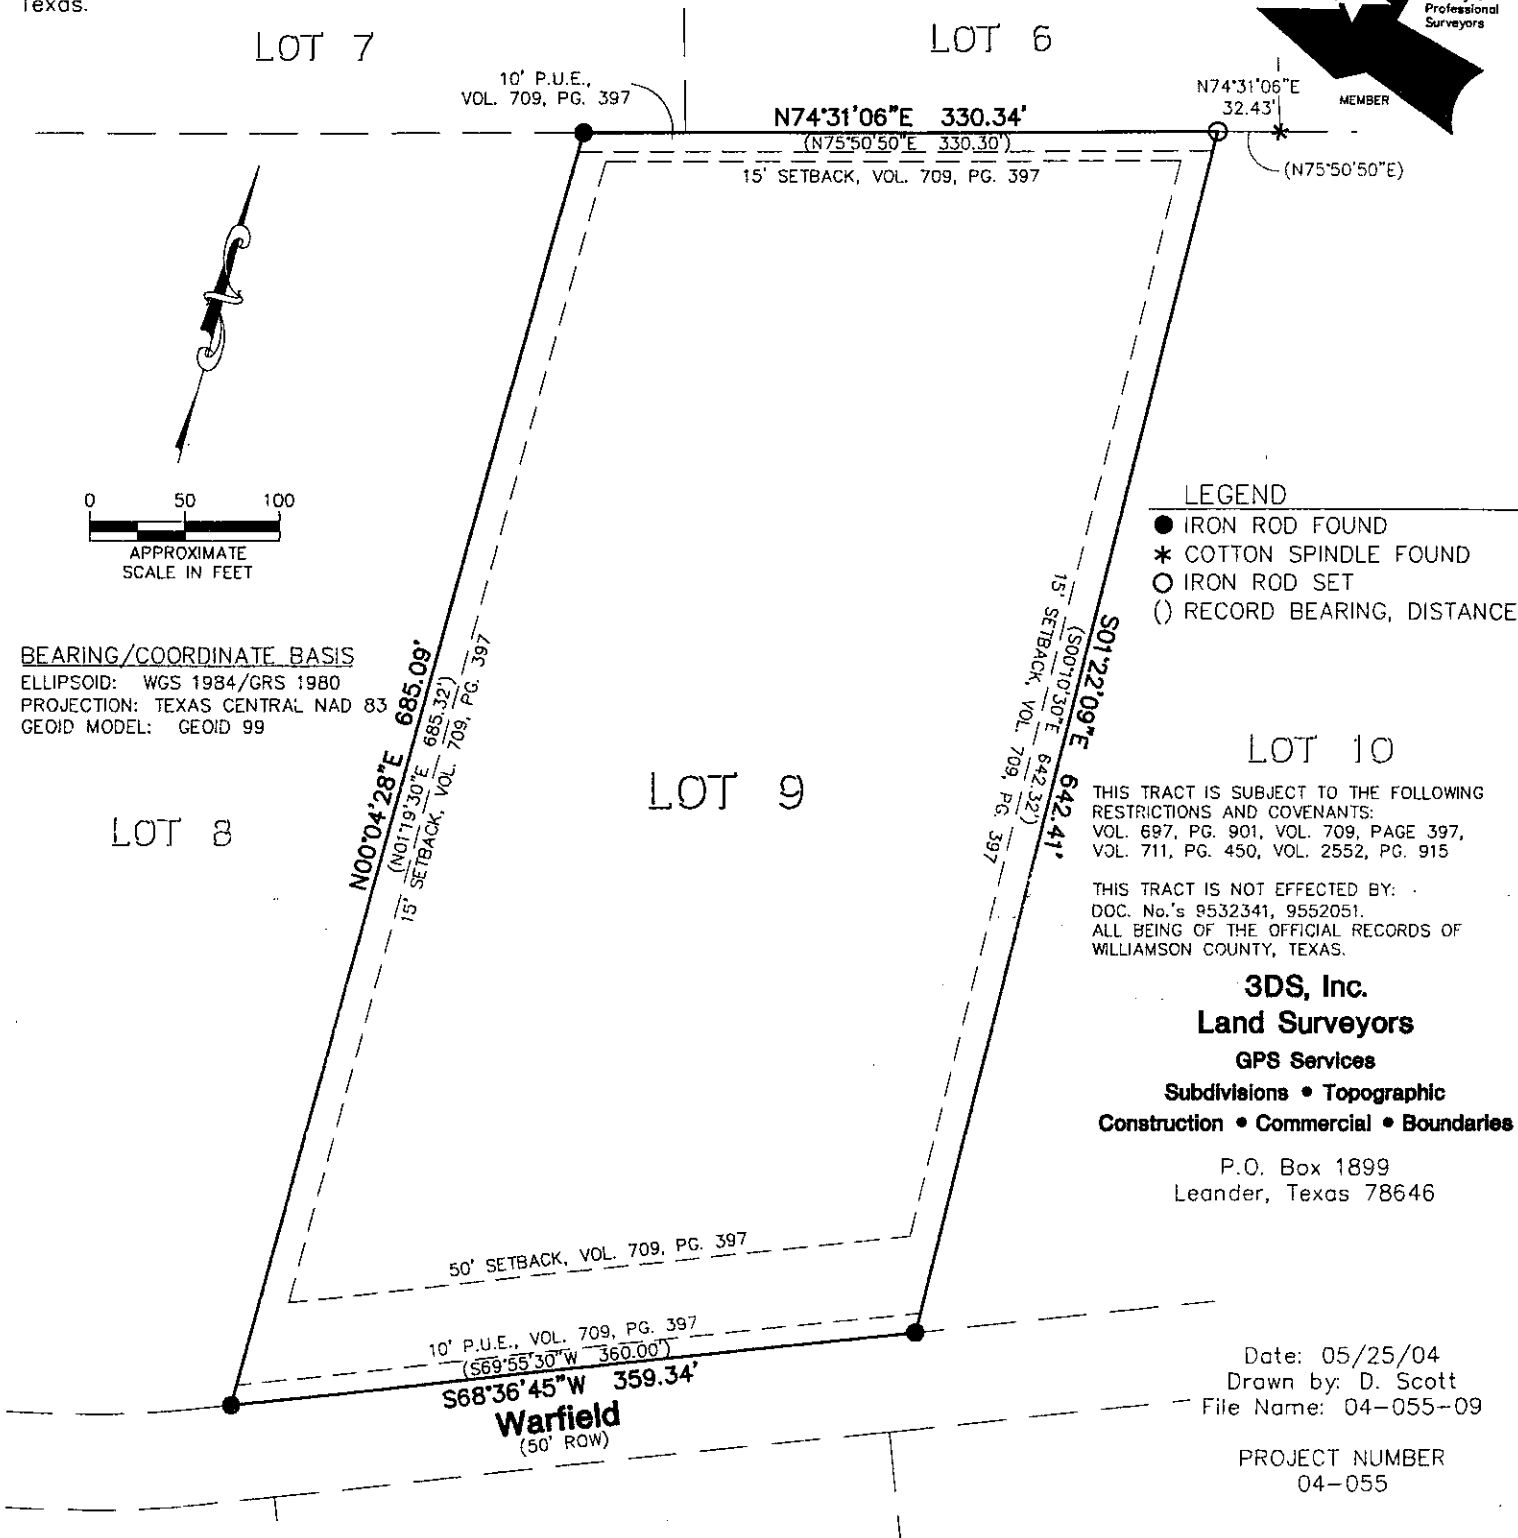 Texas.
Professional
Surveyors
MEMBER
LOT 7
LOT 6
10' P.U.E.,
VOL. 709, PG. 397
N74°31'06"E 330.34'
(N75°50'50"E 330.30')
15' SETBACK, VOL. 709, PG. 397
N74°31'06"E
32.43'
(N75°50'50"E)
0 50 100
APPROXIMATE
SCALE IN FEET
LEGEND
IRON ROD FOUND
COTTON SPINDLE FOUND
IRON ROD SET
() RECORD BEARING, DISTANCE
BEARING/COORDINATE BASIS
ELLIPSOID: WGS 1984/GRS 1980
PROJECTION: TEXAS CENTRAL NAD 83
GEOID MODEL: GEOID 99
N00°04'28"E 685.09'
(N01°19'30"E 685.32')
15' SETBACK, VOL. 709, PG. 397
15' SETBACK, VOL. 709, PG. 397
(S00°10'30"E 642.32')
S01°22'09"E 642.41'
LOT 8
LOT 9
LOT 10
THIS TRACT IS SUBJECT TO THE FOLLOWING
RESTRICTIONS AND COVENANTS:
VOL. 697, PG. 901, VOL. 709, PAGE 397,
VOL. 711, PG. 450, VOL. 2552, PG. 915
THIS TRACT IS NOT EFFECTED BY:
DOC. No.'s 9532341, 9552051.
ALL BEING OF THE OFFICIAL RECORDS OF
WILLIAMSON COUNTY, TEXAS.
3DS, Inc.
Land Surveyors
GPS Services
Subdivisions • Topographic
Construction • Commercial • Boundaries
P.O. Box 1899
Leander, Texas 78646
50' SETBACK, VOL. 709, PG. 397
10' P.U.E., VOL. 709, PG. 397
(S69°55'30"W 360.00')
S68°36'45"W 359.34'
Warfield
(50' ROW)
Date: 05/25/04
Drawn by: D. Scott
File Name: 04-055-09
PROJECT NUMBER
04-055